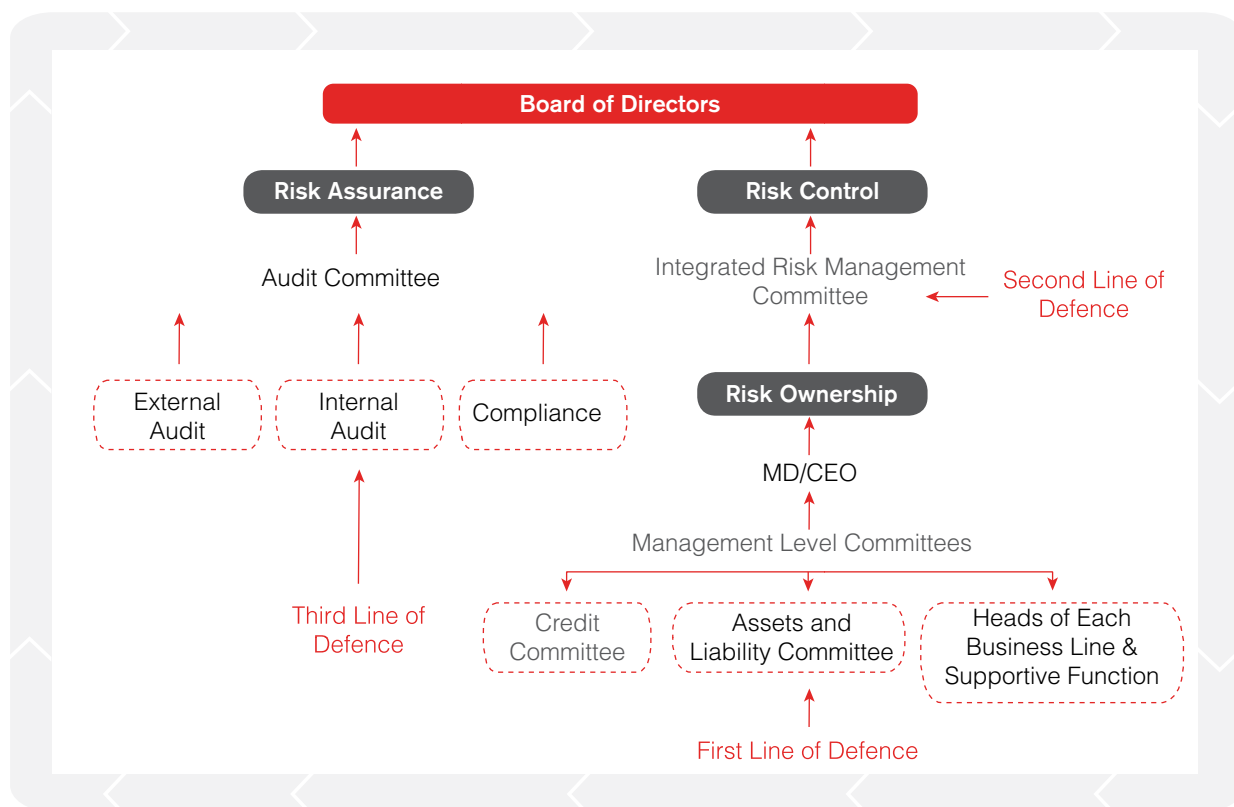 Board of Directors
Risk Assurance
Risk Control
Audit Committee
Integrated Risk Management
Committee
Second Line of
Defence
External
Audit
Internal
Audit
Compliance
Risk Ownership
MD/CEO
Management Level Committees
Third Line of
Defence
Credit
Committee
Assets and
Liability Committee
Heads of Each
Business Line &
Supportive Function
First Line of Defence